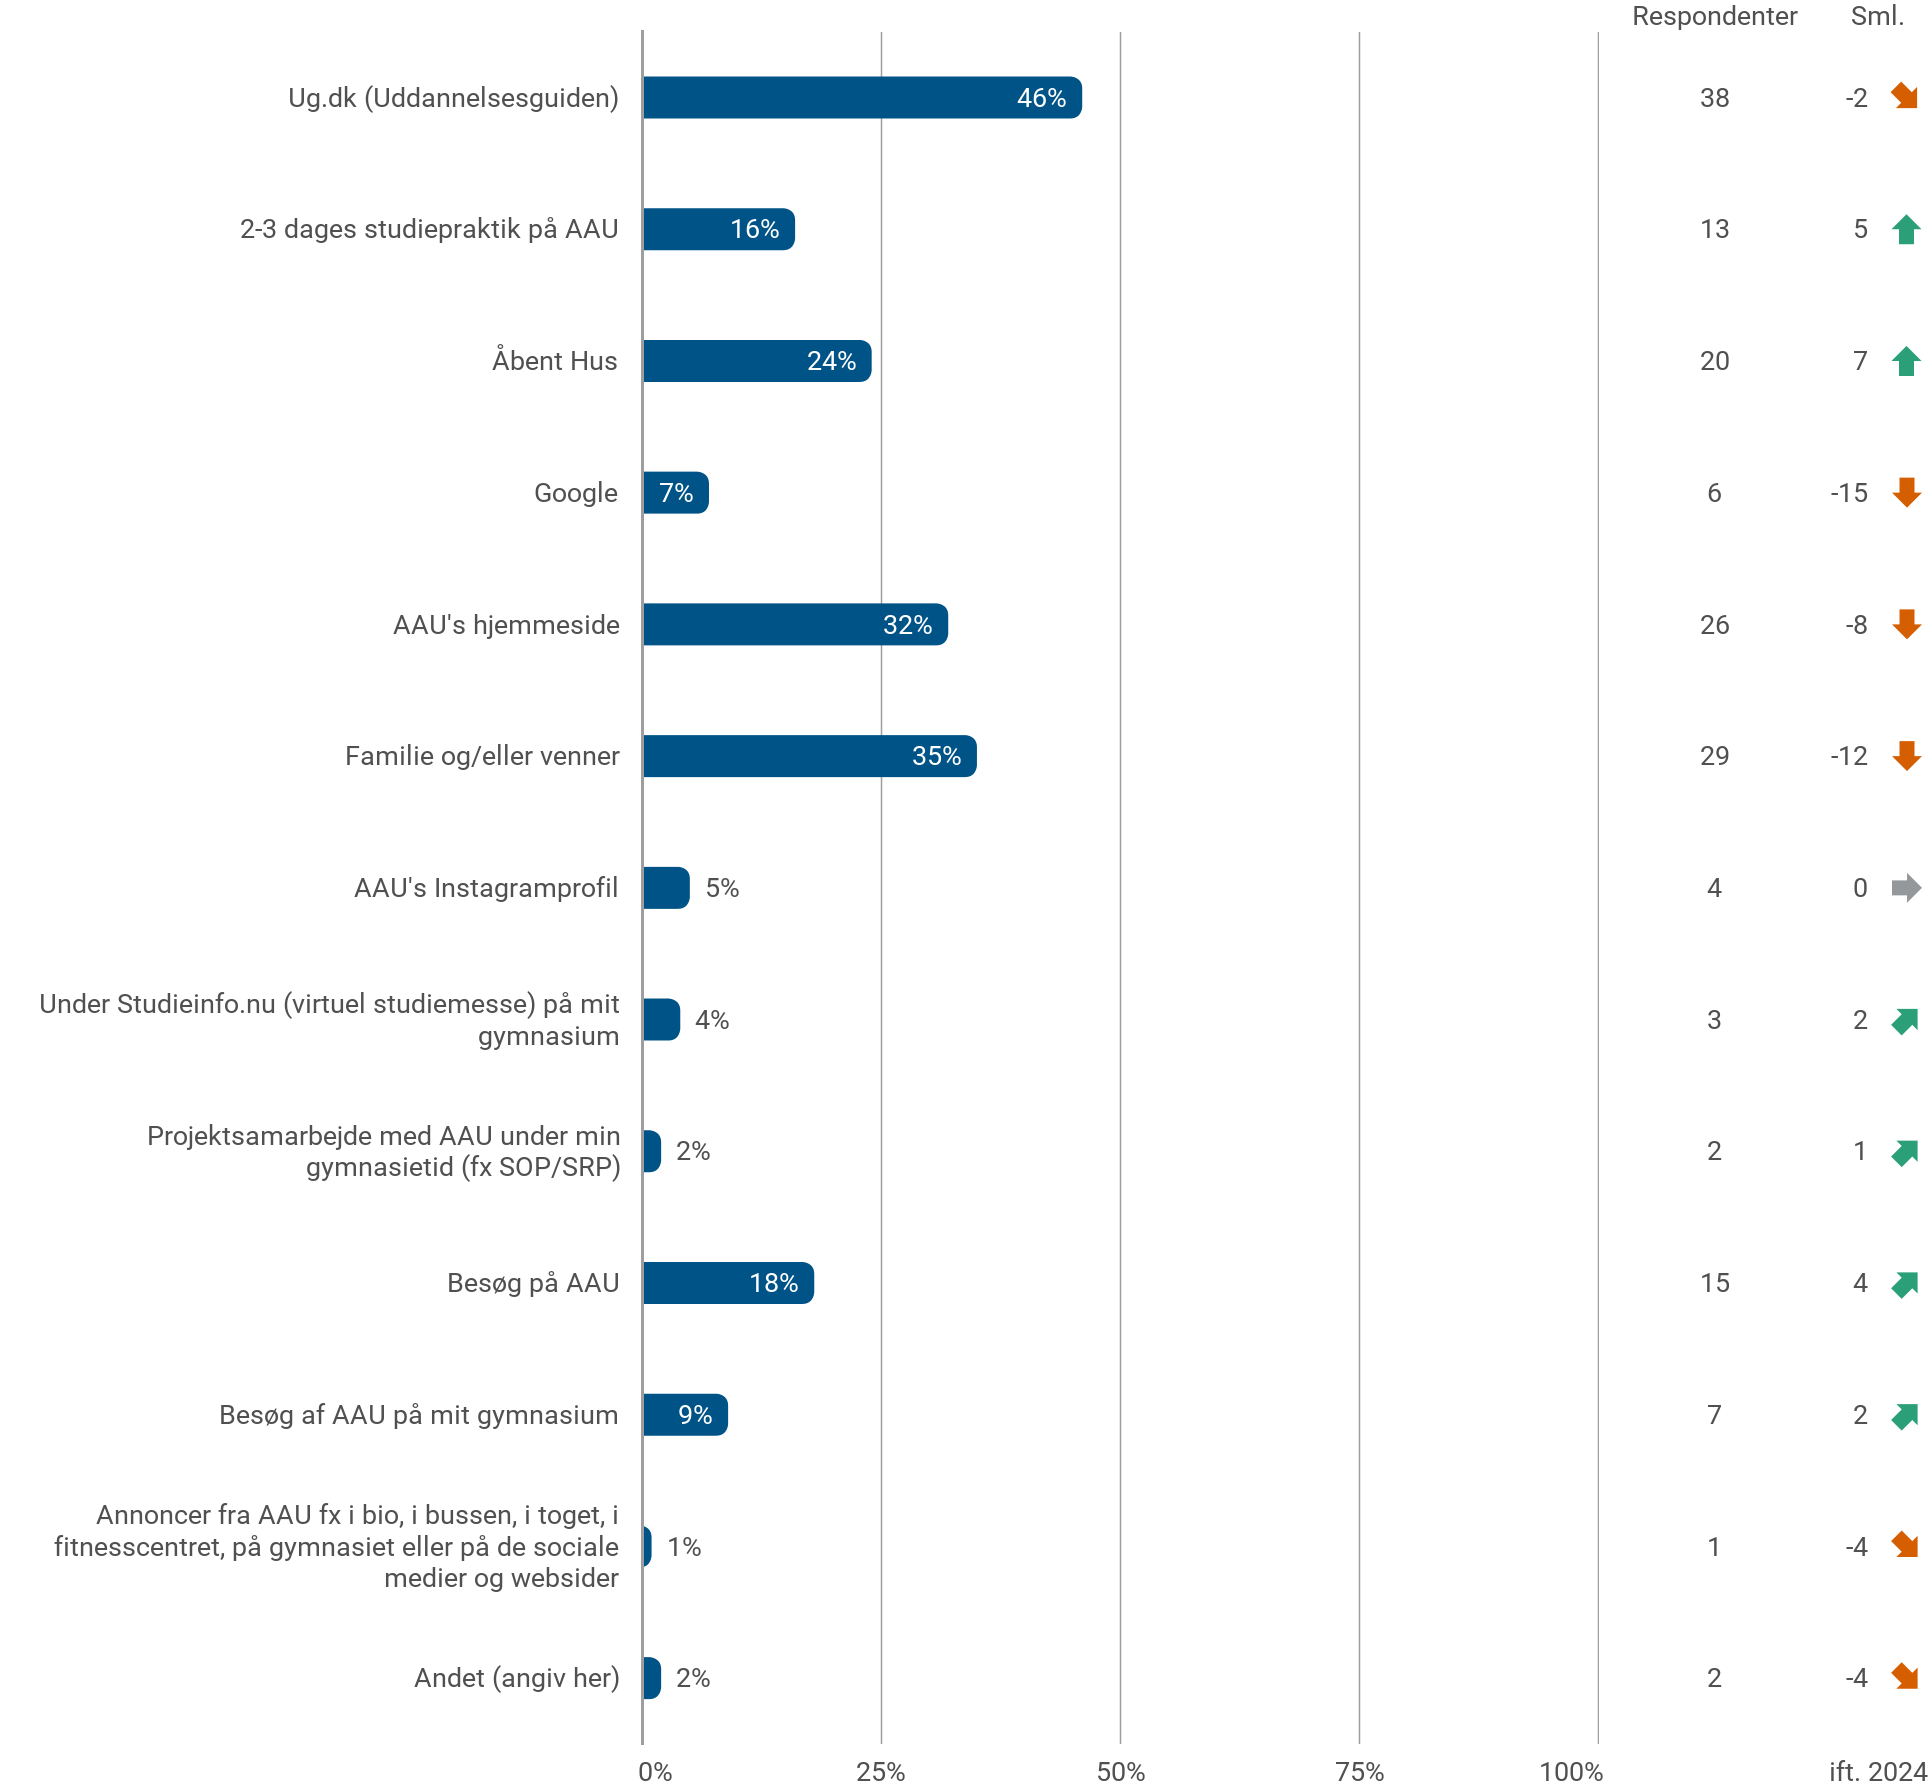 Respondenter Sml.
Ug.dk (Uddannelsesguiden) 46% 38 -2
2-3 dages studiepraktik på AAU 16% 13 5
Åbent Hus 24% 20 7
Google 7% 6 -15
AAU's hjemmeside 32% 26 -8
Familie og/eller venner 35% 29 -12
AAU's Instagramprofil 5% 4 0
Under Studieinfo.nu (virtuel studiemesse) på mit
gymnasium 4% 3 2
Projektsamarbejde med AAU under min
gymnasietid (fx SOP/SRP) 2% 2 1
Besøg på AAU 18% 15 4
Besøg af AAU på mit gymnasium 9% 7 2
Annoncer fra AAU fx i bio, i bussen, i toget, i
fitnesscentret, på gymnasiet eller på de sociale 1% 1 -4
medier og websider
Andet (angiv her) 2% 2 -4
0% 25% 50% 75% 100% ift. 2024